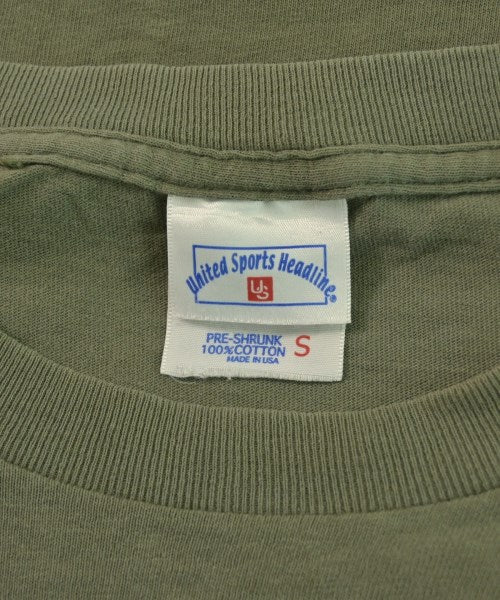 United Sports Headline®
US
PRE-SHRUNK
100%COTTON S
MADE IN USA